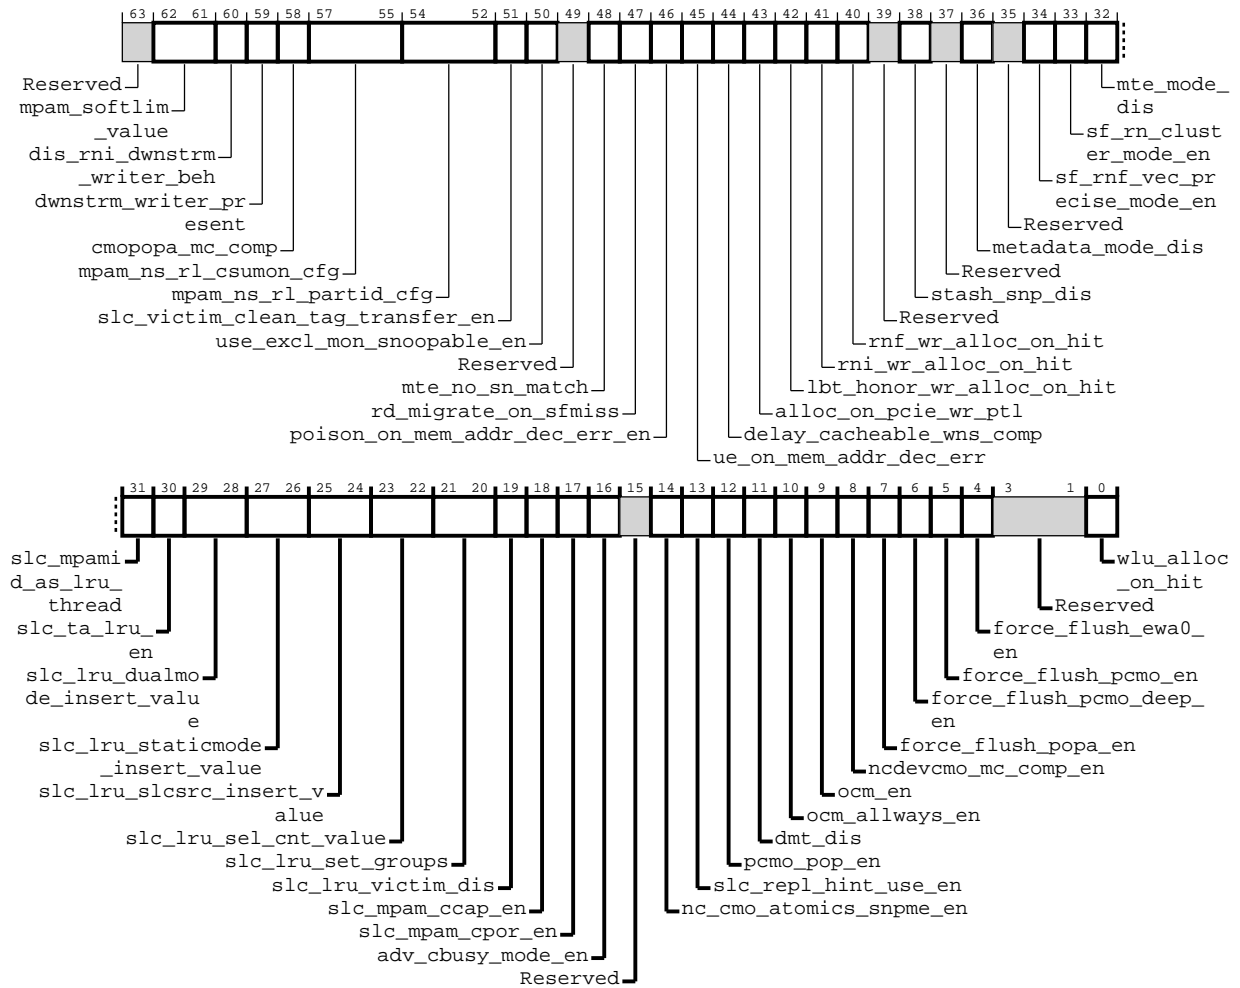 63 62 61 60 59 58 57 55 54 52 51 50 49 48 47 46 45 44 43 42 41 40 39 38 37 36 35 34 33 32
Reserved
mpam_softlim
_value
dis_rni_dwnstrm
_writer_beh
dwnstrm_writer_pr
esent
cmopopa_mc_comp
mpam_ns_rl_csumon_cfg
mpam_ns_rl_partid_cfg
slc_victim_clean_tag_transfer_en
use_excl_mon_snoopable_en
Reserved
mte_no_sn_match
rd_migrate_on_sfmiss
poison_on_mem_addr_dec_err_en
mte_mode_
dis
sf_rn_clust
er_mode_en
sf_rnf_vec_pr
ecise_mode_en
Reserved
metadata_mode_dis
Reserved
stash_snp_dis
Reserved
rnf_wr_alloc_on_hit
rni_wr_alloc_on_hit
lbt_honor_wr_alloc_on_hit
alloc_on_pcie_wr_ptl
delay_cacheable_wns_comp
ue_on_mem_addr_dec_err
31 30 29 28 27 26 25 24 23 22 21 20 19 18 17 16 15 14 13 12 11 10 9 8 7 6 5 4 3 1 0
slc_mpami
d_as_lru_
thread
slc_ta_lru_
en
slc_lru_dualmo
de_insert_valu
e
slc_lru_staticmode
_insert_value
slc_lru_slcsrc_insert_v
alue
slc_lru_sel_cnt_value
slc_lru_set_groups
slc_lru_victim_dis
slc_mpam_ccap_en
slc_mpam_cpor_en
adv_cbusy_mode_en
Reserved
wlu_alloc
_on_hit
Reserved
force_flush_ewa0_
en
force_flush_pcmo_en
force_flush_pcmo_deep_
en
force_flush_popa_en
ncdevcmo_mc_comp_en
ocm_en
ocm_allways_en
dmt_dis
pcmo_pop_en
slc_repl_hint_use_en
nc_cmo_atomics_snpme_en